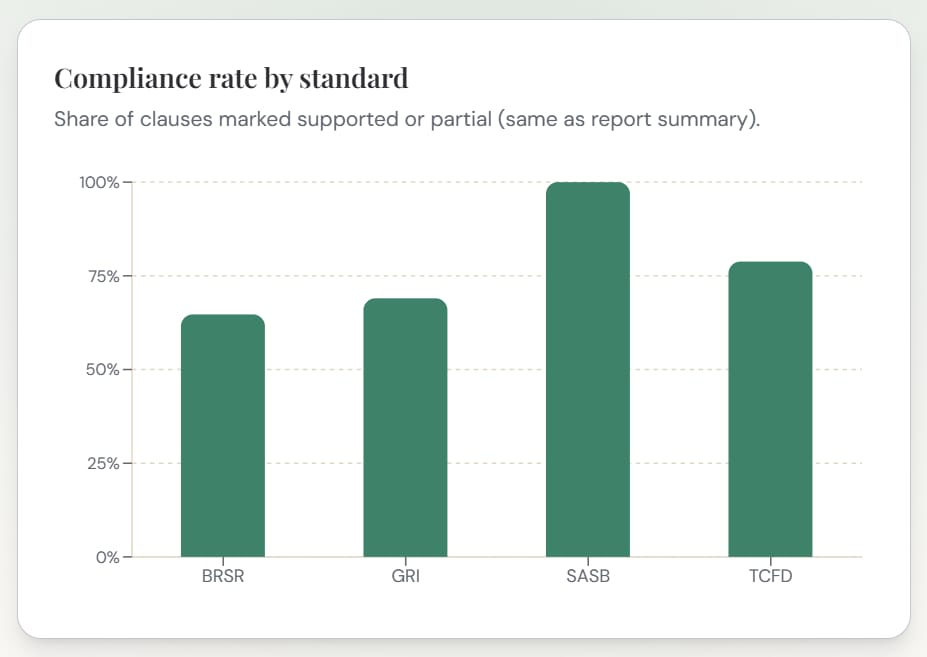 Compliance rate by standard
Share of clauses marked supported or partial (same as report summary).
100%
75%
50%
25%
0%
BRSR GRI SASB TCFD